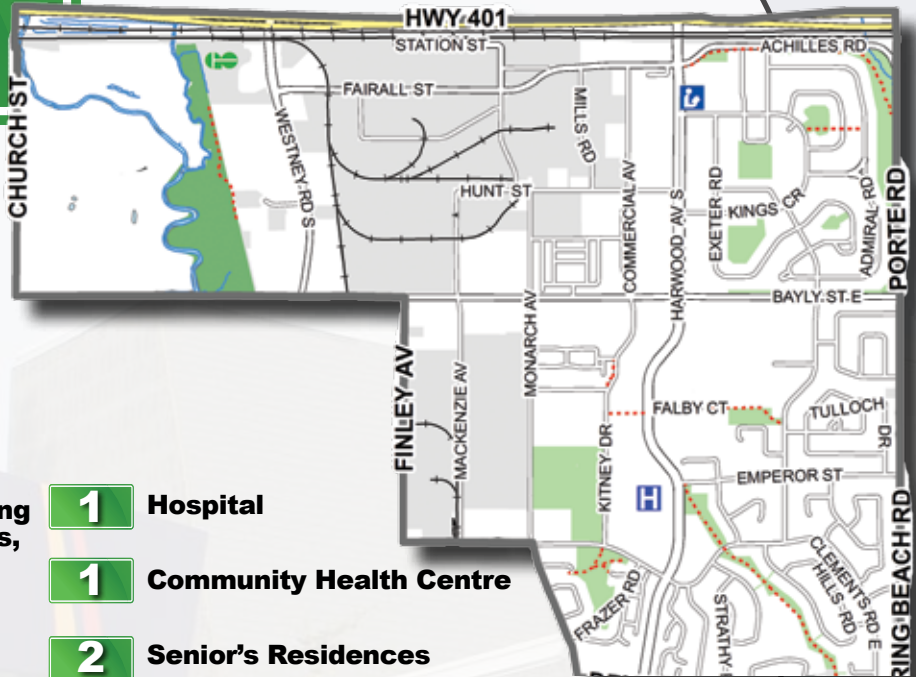 HWY 401
STATION ST
ACHILLES RD
FAIRALL ST
CHURCH ST
WESTNEY RD S
MILLS RD
HUNT ST
COMMERCIAL AV
HARWOOD AV S
EXETER RD
KINGS CR
ADMIRAL RD
PORTE RD
BAYLY ST E
MONARCH AV
FINLEY AV
MACKENZIE AV
FALBY CT
TULLOCH DR
KITNEY DR
EMPEROR ST
H
CLEMENTS RD E
HILLS RD
RING BEACH RD
FRAZER RD
STRATHY
ng
s,
1 Hospital
1 Community Health Centre
2 Senior's Residences